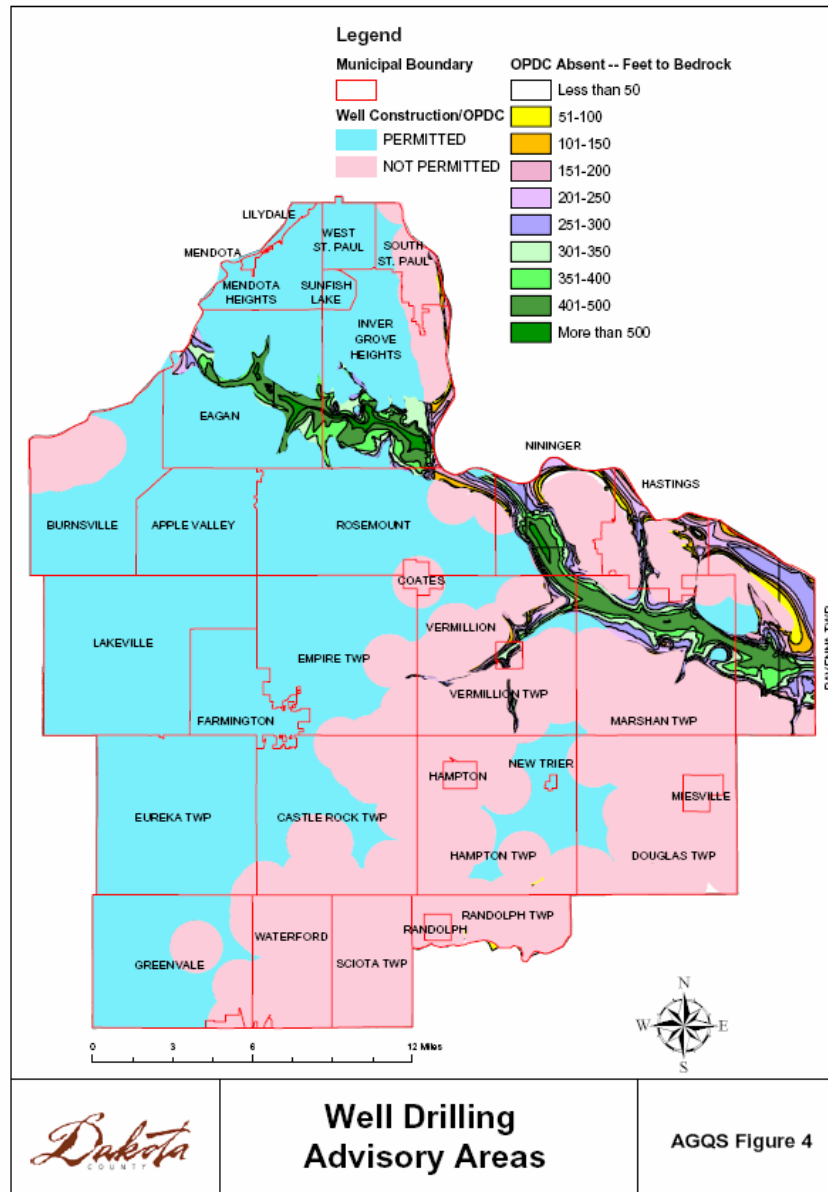 Legend
Municipal Boundary
Well Construction/OPDC
PERMITTED
NOT PERMITTED
OPDC Absent -- Feet to Bedrock
Less than 50
51-100
101-150
151-200
201-250
251-300
301-350
351-400
401-500
More than 500
LILYDALE
WEST
ST. PAUL
SOUTH
ST. PAUL
MENDOTA
MENDOTA
HEIGHTS
SUNFISH
LAKE
INVER
GROVE
HEIGHTS
EAGAN
NININGER
HASTINGS
BURNSVILLE
APPLE VALLEY
ROSEMOUNT
COATES
VERMILLION
RAVENNA TWP
LAKEVILLE
EMPIRE TWP
VERMILLION TWP
FARMINGTON
MARSHAN TWP
NEW TRIER
HAMPTON
MIESVILLE
EUREKA TWP
CASTLE ROCK TWP
HAMPTON TWP
DOUGLAS TWP
RANDOLPH TWP
RANDOLPH
WATERFORD
GREENVALE
SCIOTA TWP
N
W
E
S
0
3
6
12 Miles
Dakota
COUNTY
Well Drilling
Advisory Areas
AGQS Figure 4